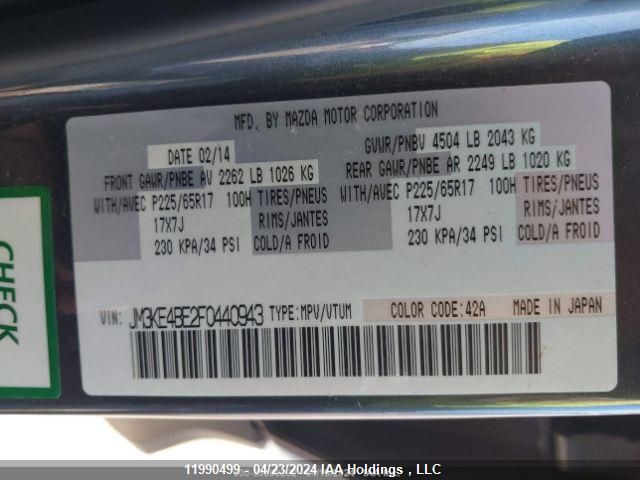 MFD. BY MAZDA MOTOR CORPORATION
DATE 02/14
GVWR/PNBV 4504 LB 2043 KG
FRONT GAWR/PNBE AV 2262 LB 1026 KG
REAR GAWR/PNBE AR 2249 LB 1020 KG
WITH/AVEC P225/65R17 100H TIRES/PNEUS
WITH/AVEC P225/65R17 100H TIRES/PNEUS
17X7J RIMS/JANTES
17X7J RIMS/JANTES
230 KPA/34 PSI COLD/A FROID
230 KPA/34 PSI COLD/A FROID
VIN: JM3KE4BE2F0440943 TYPE:MPV/VTUM COLOR CODE:42A MADE IN JAPAN
CHECK
11990499 - 04/23/2024 IAA Holdings , LLC